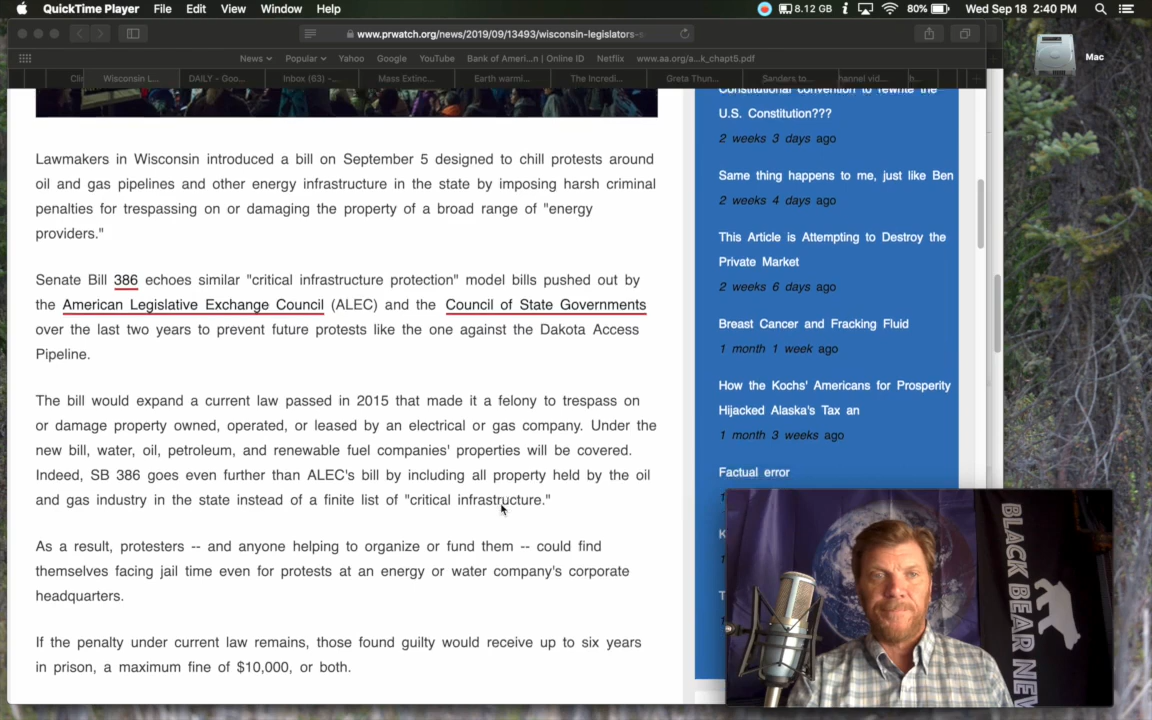 QuickTime Player File Edit View Window Help 8.12 GB 80% Wed Sep 18 2:40 PM
www.prwatch.org/news/2019/09/13493/wisconsin-legislators-
Mac
News Popular Yahoo Google YouTube Bank of Ameri...n | Online ID Netflix www.aa.org/a...k_chapt5.pdf
Wisconsin L... DAILY - Goo... Inbox (63) -... Mass Extinc... Earth warmi... The Incredi... Greta Thun... Sanders to... hannel vid... h...
Lawmakers in Wisconsin introduced a bill on September 5 designed to chill protests around
oil and gas pipelines and other energy infrastructure in the state by imposing harsh criminal
penalties for trespassing on or damaging the property of a broad range of "energy
providers."
Senate Bill 386 echoes similar "critical infrastructure protection" model bills pushed out by
the American Legislative Exchange Council (ALEC) and the Council of State Governments
over the last two years to prevent future protests like the one against the Dakota Access
Pipeline.
The bill would expand a current law passed in 2015 that made it a felony to trespass on
or damage property owned, operated, or leased by an electrical or gas company. Under the
new bill, water, oil, petroleum, and renewable fuel companies' properties will be covered.
Indeed, SB 386 goes even further than ALEC's bill by including all property held by the oil
and gas industry in the state instead of a finite list of "critical infrastructure."
As a result, protesters -- and anyone helping to organize or fund them -- could find
themselves facing jail time even for protests at an energy or water company's corporate
headquarters.
If the penalty under current law remains, those found guilty would receive up to six years
in prison, a maximum fine of $10,000, or both.
Constitutional convention to rewrite the
U.S. Constitution???
2 weeks 3 days ago
Same thing happens to me, just like Ben
2 weeks 4 days ago
This Article is Attempting to Destroy the
Private Market
2 weeks 6 days ago
Breast Cancer and Fracking Fluid
1 month 1 week ago
How the Kochs' Americans for Prosperity
Hijacked Alaska's Tax an
1 month 3 weeks ago
Factual error
BLACK BEAR NEW